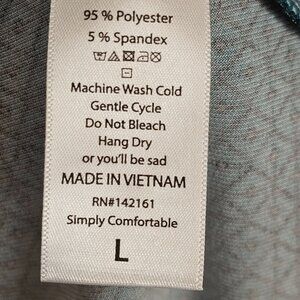 95 % Polyester
5 % Spandex
Machine Wash Cold
Gentle Cycle
Do Not Bleach
Hang Dry
or you'll be sad
MADE IN VIETNAM
RN#142161
Simply Comfortable
L